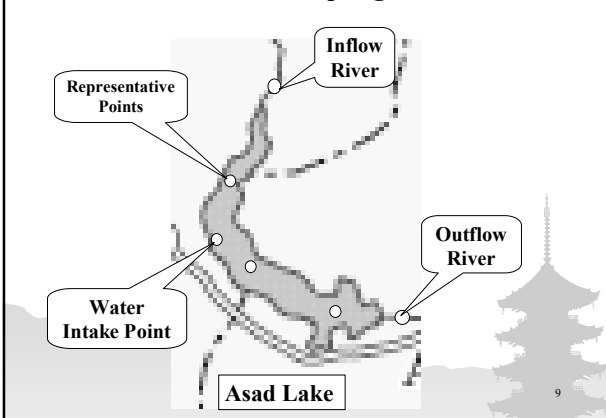 Inflow
River
Representative
Points
Outflow
River
Water
Intake Point
Asad Lake
9